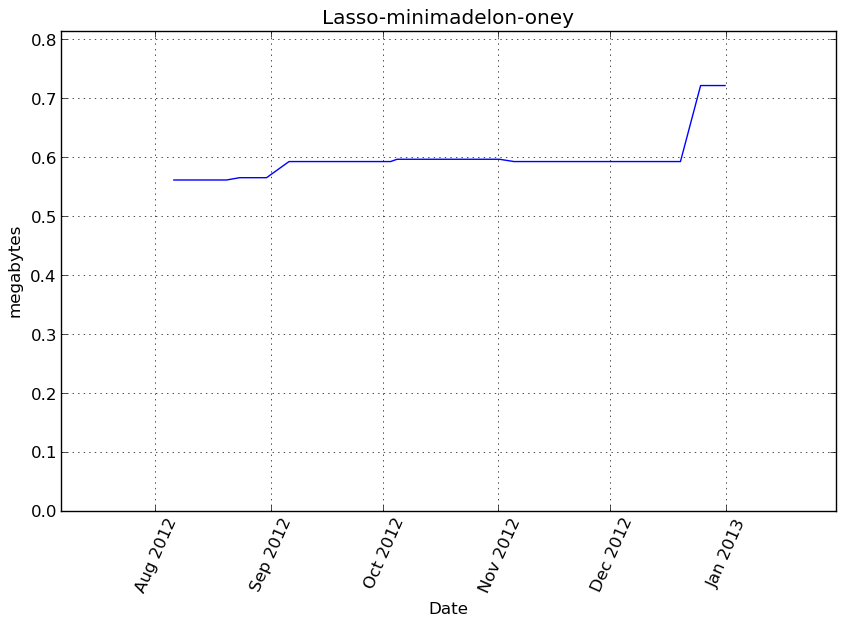 Lasso-minimadelon-oney
0.8
0.7
0.6
0.5
0.4
0.3
0.2
0.1
0.0
megabytes
Aug 2012
Sep 2012
Oct 2012
Nov 2012
Dec 2012
Jan 2013
Date